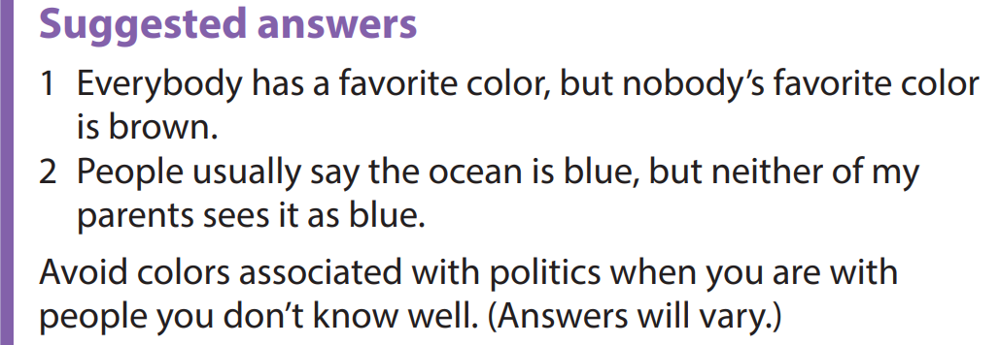 Suggested answers
1 Everybody has a favorite color, but nobody’s favorite color
is brown.
2 People usually say the ocean is blue, but neither of my
parents sees it as blue.
Avoid colors associated with politics when you are with
people you don’t know well. (Answers will vary.)